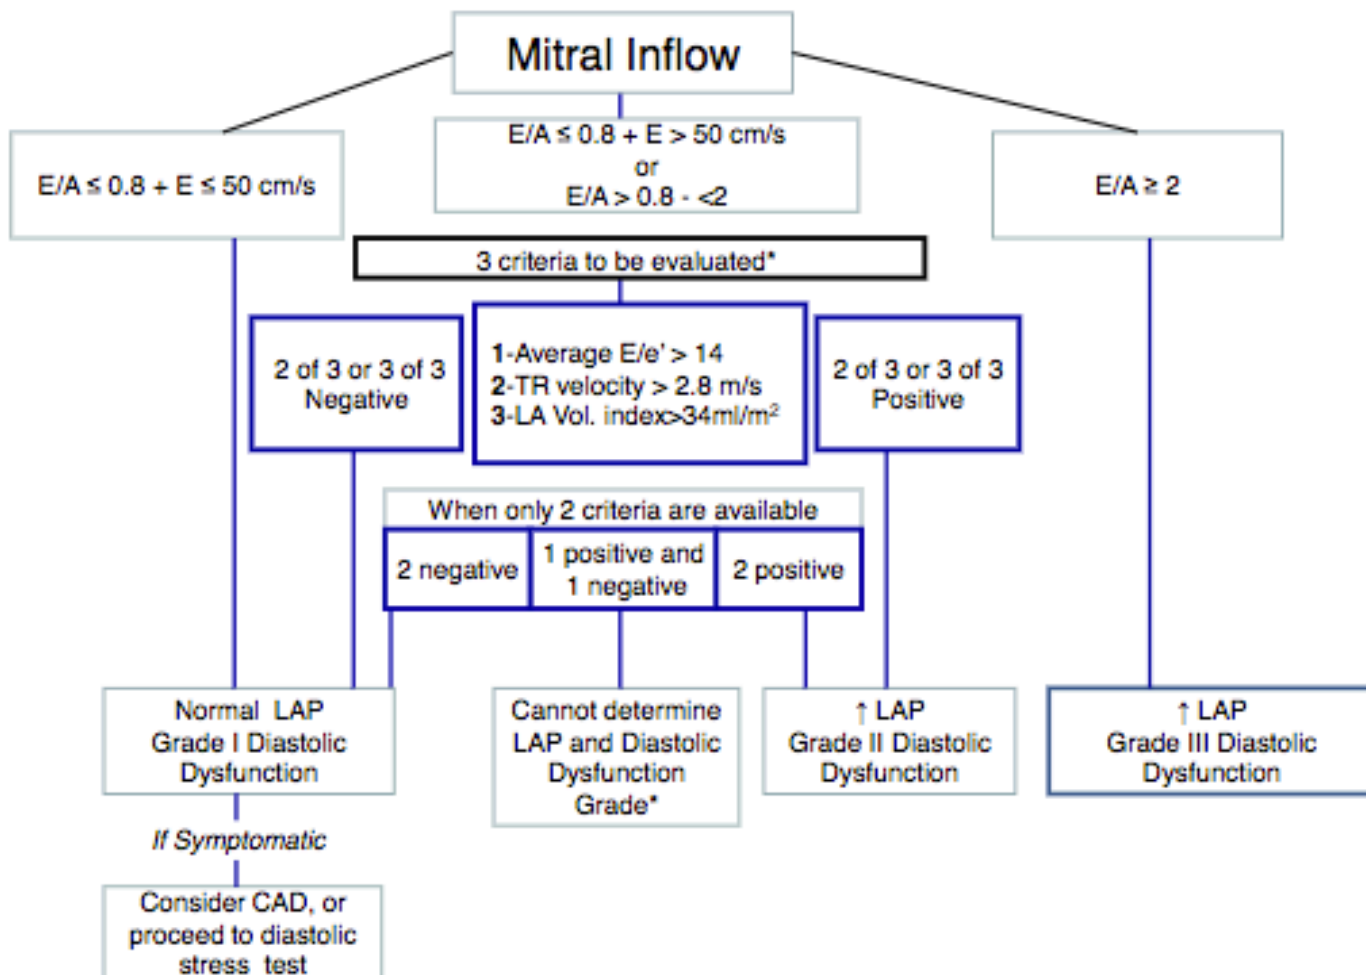 Mitral Inflow
E/A ≤ 0.8 + E ≤ 50 cm/s
E/A ≤ 0.8 + E > 50 cm/s
or
E/A > 0.8 - <2
E/A ≥ 2
3 criteria to be evaluated*
2 of 3 or 3 of 3
Negative
1-Average E/e' > 14
2-TR velocity > 2.8 m/s
3-LA Vol. index>34ml/m²
2 of 3 or 3 of 3
Positive
When only 2 criteria are available
2 negative
1 positive and
1 negative
2 positive
Normal LAP
Grade I Diastolic
Dysfunction
Cannot determine
LAP and Diastolic
Dysfunction
Grade*
↑ LAP
Grade II Diastolic
Dysfunction
↑ LAP
Grade III Diastolic
Dysfunction
If Symptomatic
Consider CAD, or
proceed to diastolic
stress test